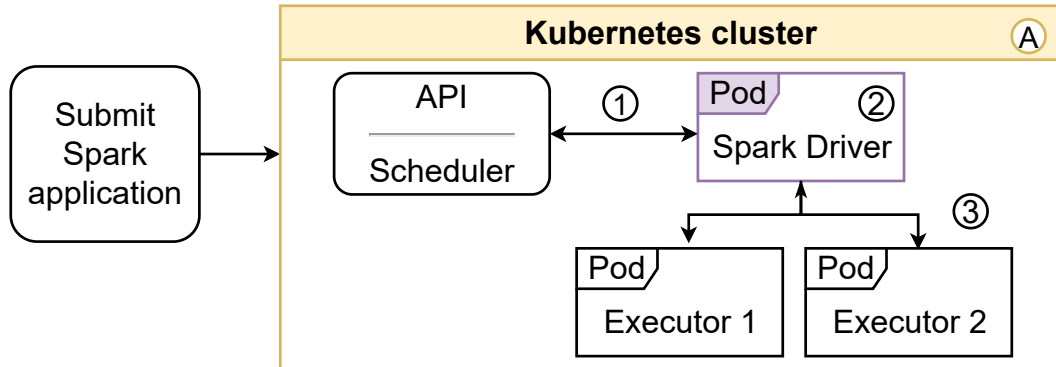 Kubernetes cluster
A
Submit
Spark
application
API
Scheduler
1
Pod
2
Spark Driver
3
Pod
Executor 1
Pod
Executor 2